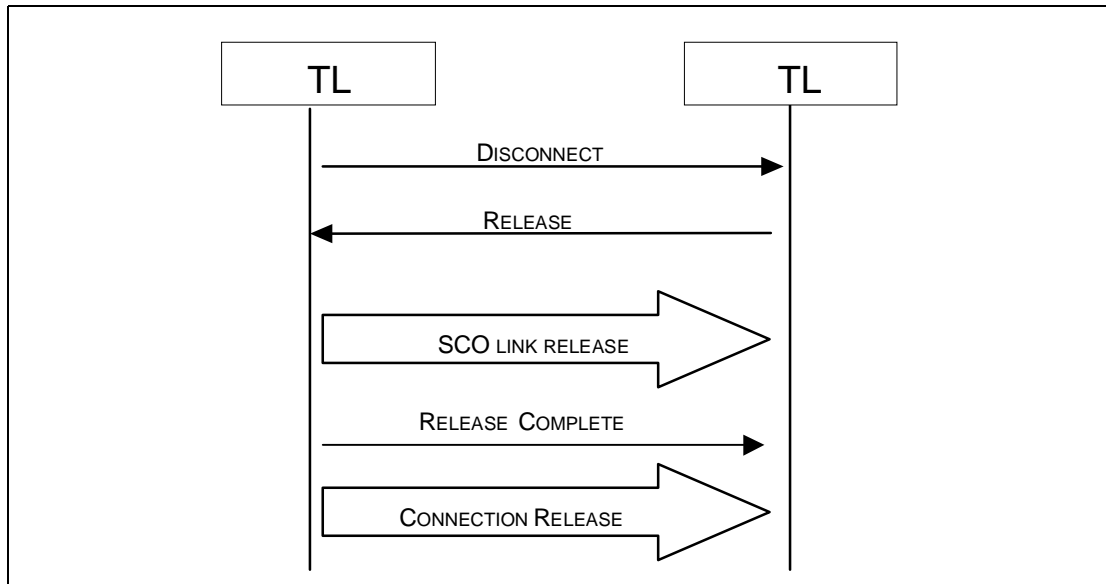 TL
TL
DISCONNECT
RELEASE
SCO LINK RELEASE
RELEASE COMPLETE
CONNECTION RELEASE